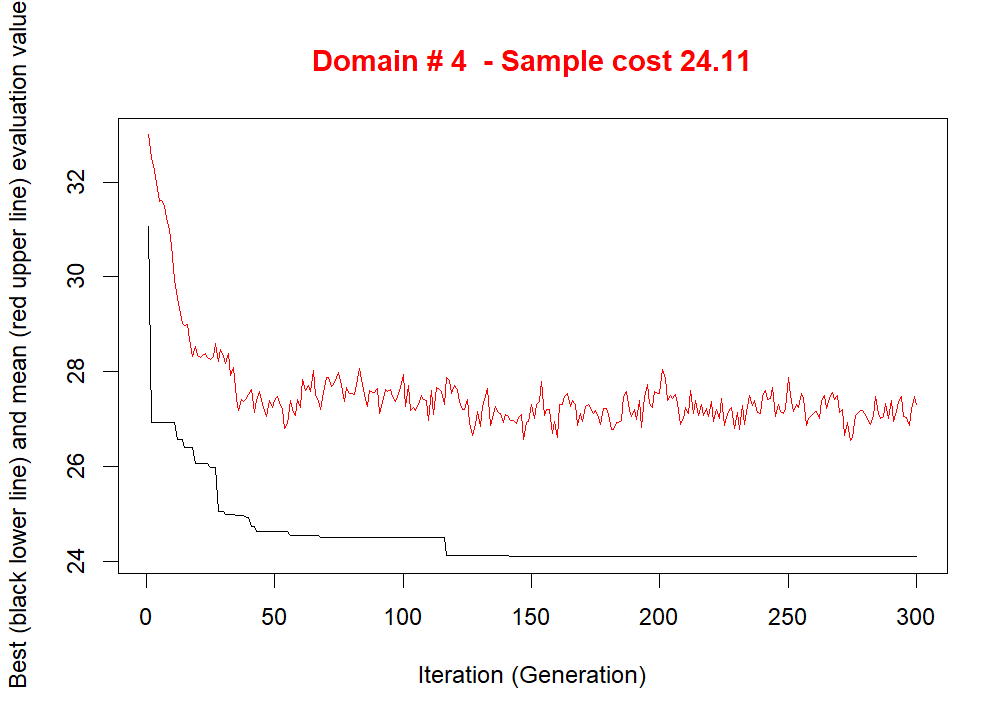 Domain # 4  - Sample cost 24.11
Best (black lower line) and mean (red upper line) evaluation value
32
30
28
26
24
0 50 100 150 200 250 300
Iteration (Generation)